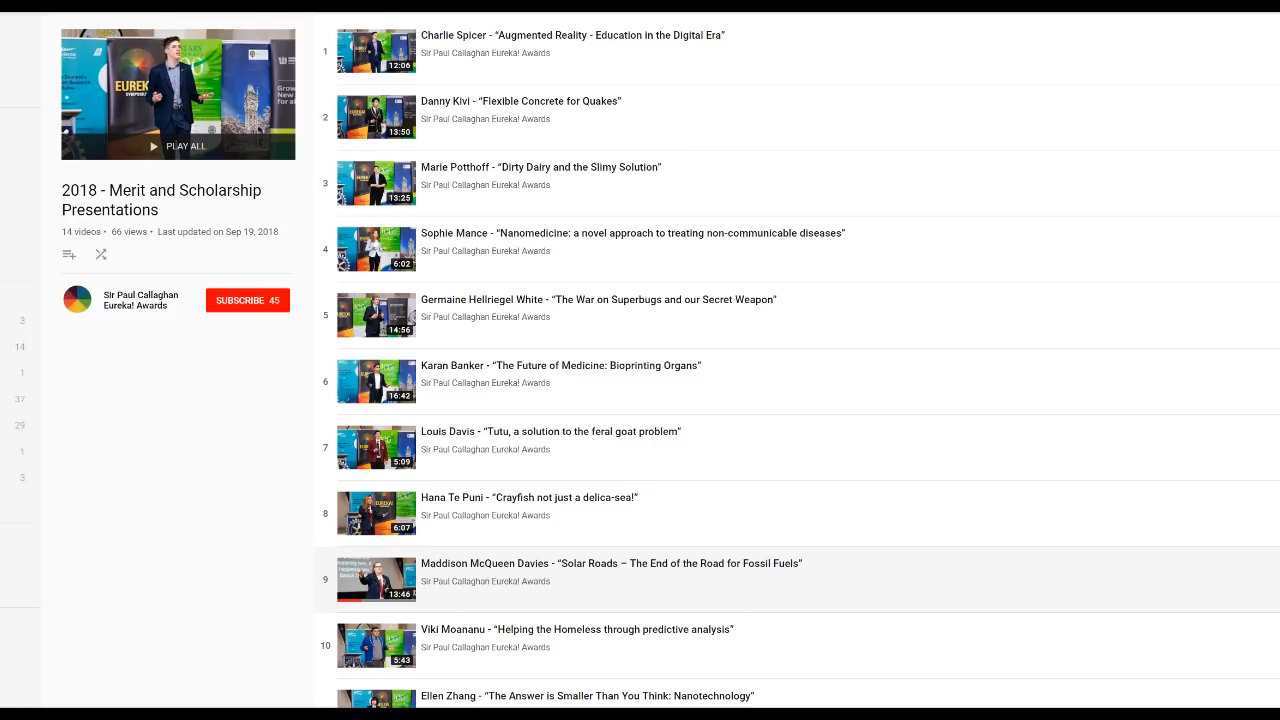 EUREKA!
SYMPOSIUM
Grow
New
for a
PLAY ALL
2018 - Merit and Scholarship
Presentations
14 videos • 66 views • Last updated on Sep 19, 2018
Sir Paul Callaghan
Eureka! Awards
SUBSCRIBE 45
3
14
1
37
29
1
3
1
12:06
Charlie Spicer - “Augmented Reality - Education in the Digital Era”
Sir Paul Callaghan Eureka! Awards
2
13:50
Danny Kivi - “Flexible Concrete for Quakes”
Sir Paul Callaghan Eureka! Awards
3
13:25
Marie Potthoff - “Dirty Dairy and the Slimy Solution”
Sir Paul Callaghan Eureka! Awards
4
6:02
Sophie Mance - “Nanomedicine: a novel approach to treating non-communicable diseases”
Sir Paul Callaghan Eureka! Awards
5
14:56
Germaine Hellriegel White - “The War on Superbugs and our Secret Weapon”
Sir Paul Callaghan Eureka! Awards
6
16:42
Karan Banker - “The Future of Medicine: Bioprinting Organs”
Sir Paul Callaghan Eureka! Awards
7
5:09
Louis Davis - “Tutu, a solution to the feral goat problem”
Sir Paul Callaghan Eureka! Awards
8
6:07
Hana Te Puni - “Crayfish not just a delica-sea!”
Sir Paul Callaghan Eureka! Awards
9
13:46
Maddison McQueen Davies - “Solar Roads – The End of the Road for Fossil Fuels”
Sir Paul Callaghan Eureka! Awards
10
5:43
Viki Moananu - “Helping the Homeless through predictive analysis”
Sir Paul Callaghan Eureka! Awards
Ellen Zhang - “The Answer is Smaller Than You Think: Nanotechnology”